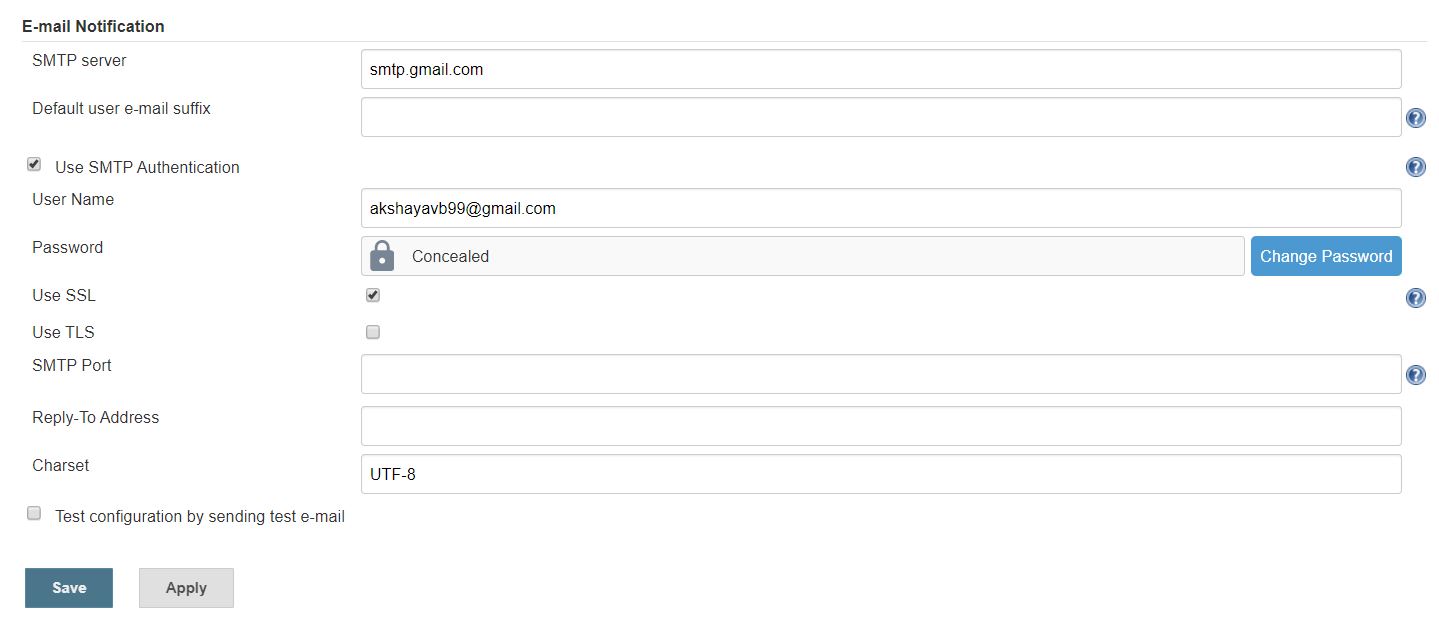 E-mail Notification
SMTP server
smtp.gmail.com
Default user e-mail suffix
?
Use SMTP Authentication
?
User Name
akshayavb99@gmail.com
Password
Concealed
Change Password
Use SSL
?
Use TLS
SMTP Port
?
Reply-To Address
Charset
UTF-8
Test configuration by sending test e-mail
Save
Apply